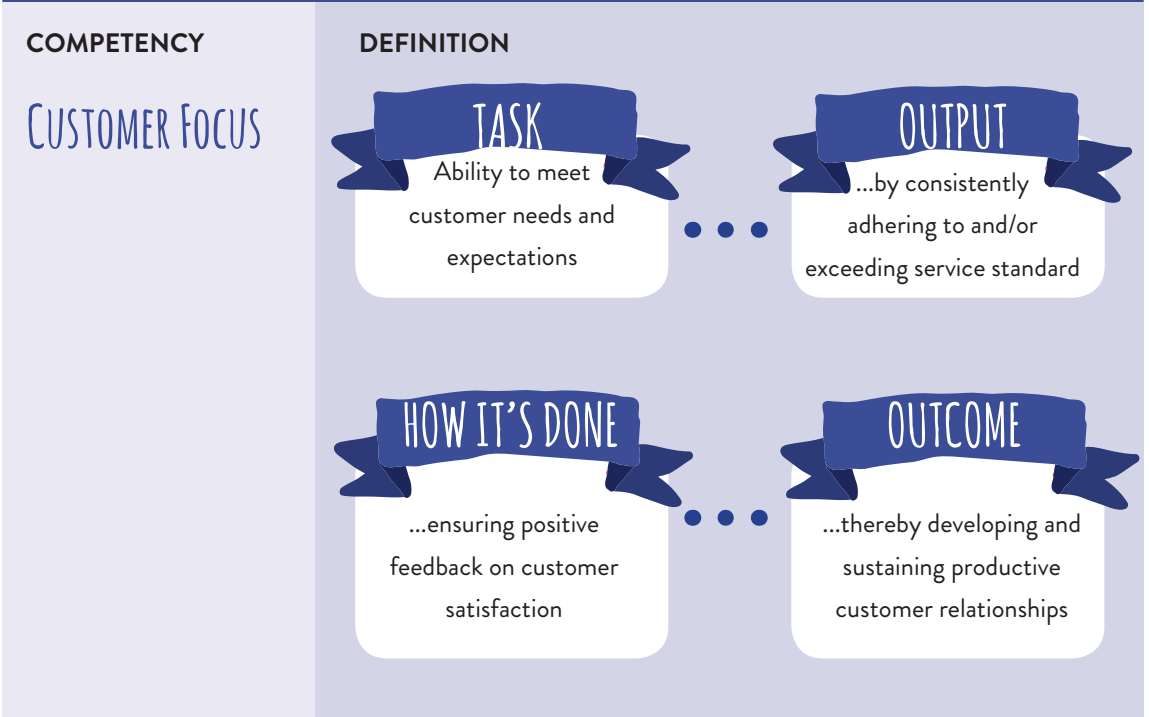 COMPETENCY
DEFINITION
CUSTOMER FOCUS
TASK
Ability to meet
customer needs and
expectations
OUTPUT
...by consistently
adhering to and/or
exceeding service standard
HOW IT'S DONE
...ensuring positive
feedback on customer
satisfaction
OUTCOME
...thereby developing and
sustaining productive
customer relationships